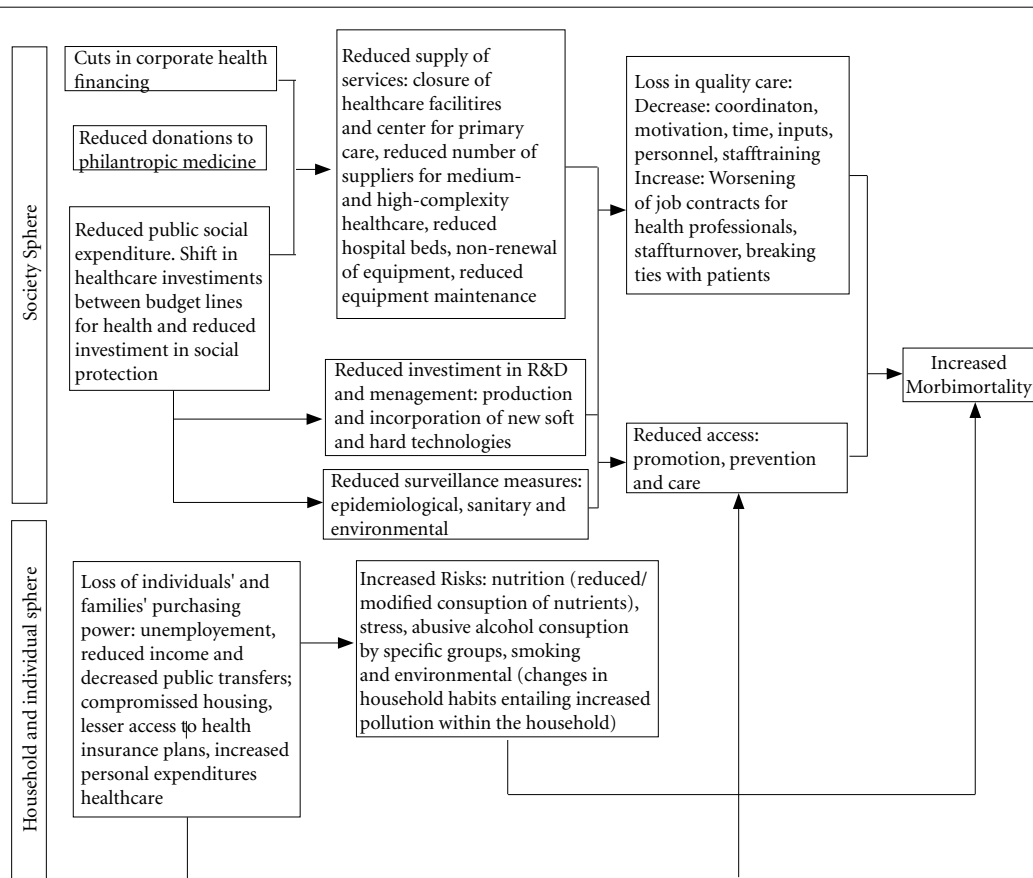 Society Sphere
Cuts in corporate health
financing
Reduced donations to
philantropic medicine
Reduced public social
expenditure. Shift in
healthcare investiments
between budget lines
for health and reduced
investiment in social
protection
Reduced supply of
services: closure of
healthcare facilitires
and center for primary
care, reduced number of
suppliers for medium-
and high-complexity
healthcare, reduced
hospital beds, non-renewal
of equipment, reduced
equipment maintenance
Reduced investiment in R&D
and menagement: production
and incorporation of new soft
and hard technologies
Reduced surveillance measures:
epidemiological, sanitary and
environmental
Loss in quality care:
Decrease: coordinaton,
motivation, time, inputs,
personnel, stafftraining
Increase: Worsening
of job contracts for
health professionals,
staffturnover, breaking
ties with patients
Reduced access:
promotion, prevention
and care
Increased
Morbimortality
Household and individual sphere
Loss of individuals' and
families' purchasing
power: unemployement,
reduced income and
decreased public transfers;
compromissed housing,
lesser access to health
insurance plans, increased
personal expenditures
healthcare
Increased Risks: nutrition (reduced/
modified consuption of nutrients),
stress, abusive alcohol consuption
by specific groups, smoking
and environmental (changes in
household habits entailing increased
pollution within the household)